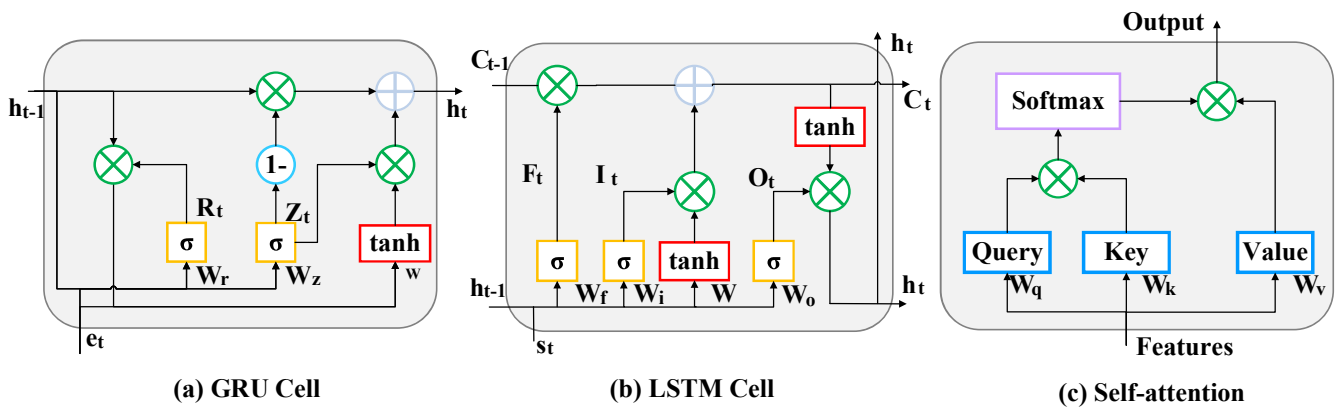 h_{t-1}
h_t
1-
R_t
Z_t
σ
σ
tanh
W_r
W_z
w
e_t
(a) GRU Cell
h_t
C_{t-1}
C_t
tanh
F_t
I_t
O_t
σ
σ
tanh
σ
h_{t-1}
W_f
W_i
W
W_o
h_t
s_t
(b) LSTM Cell
Output
Softmax
Query
Key
Value
W_q
W_k
W_v
Features
(c) Self-attention